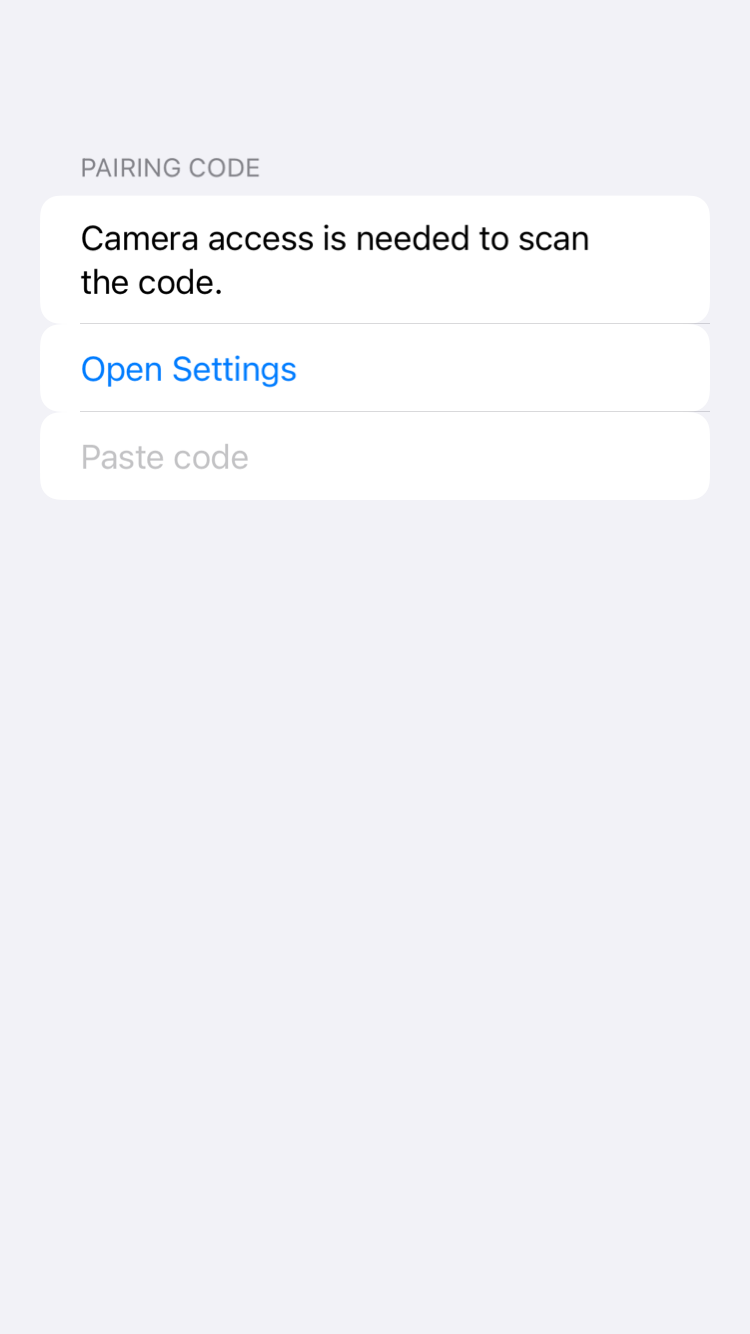 PAIRING CODE
Camera access is needed to scan
the code.
Open Settings
Paste code